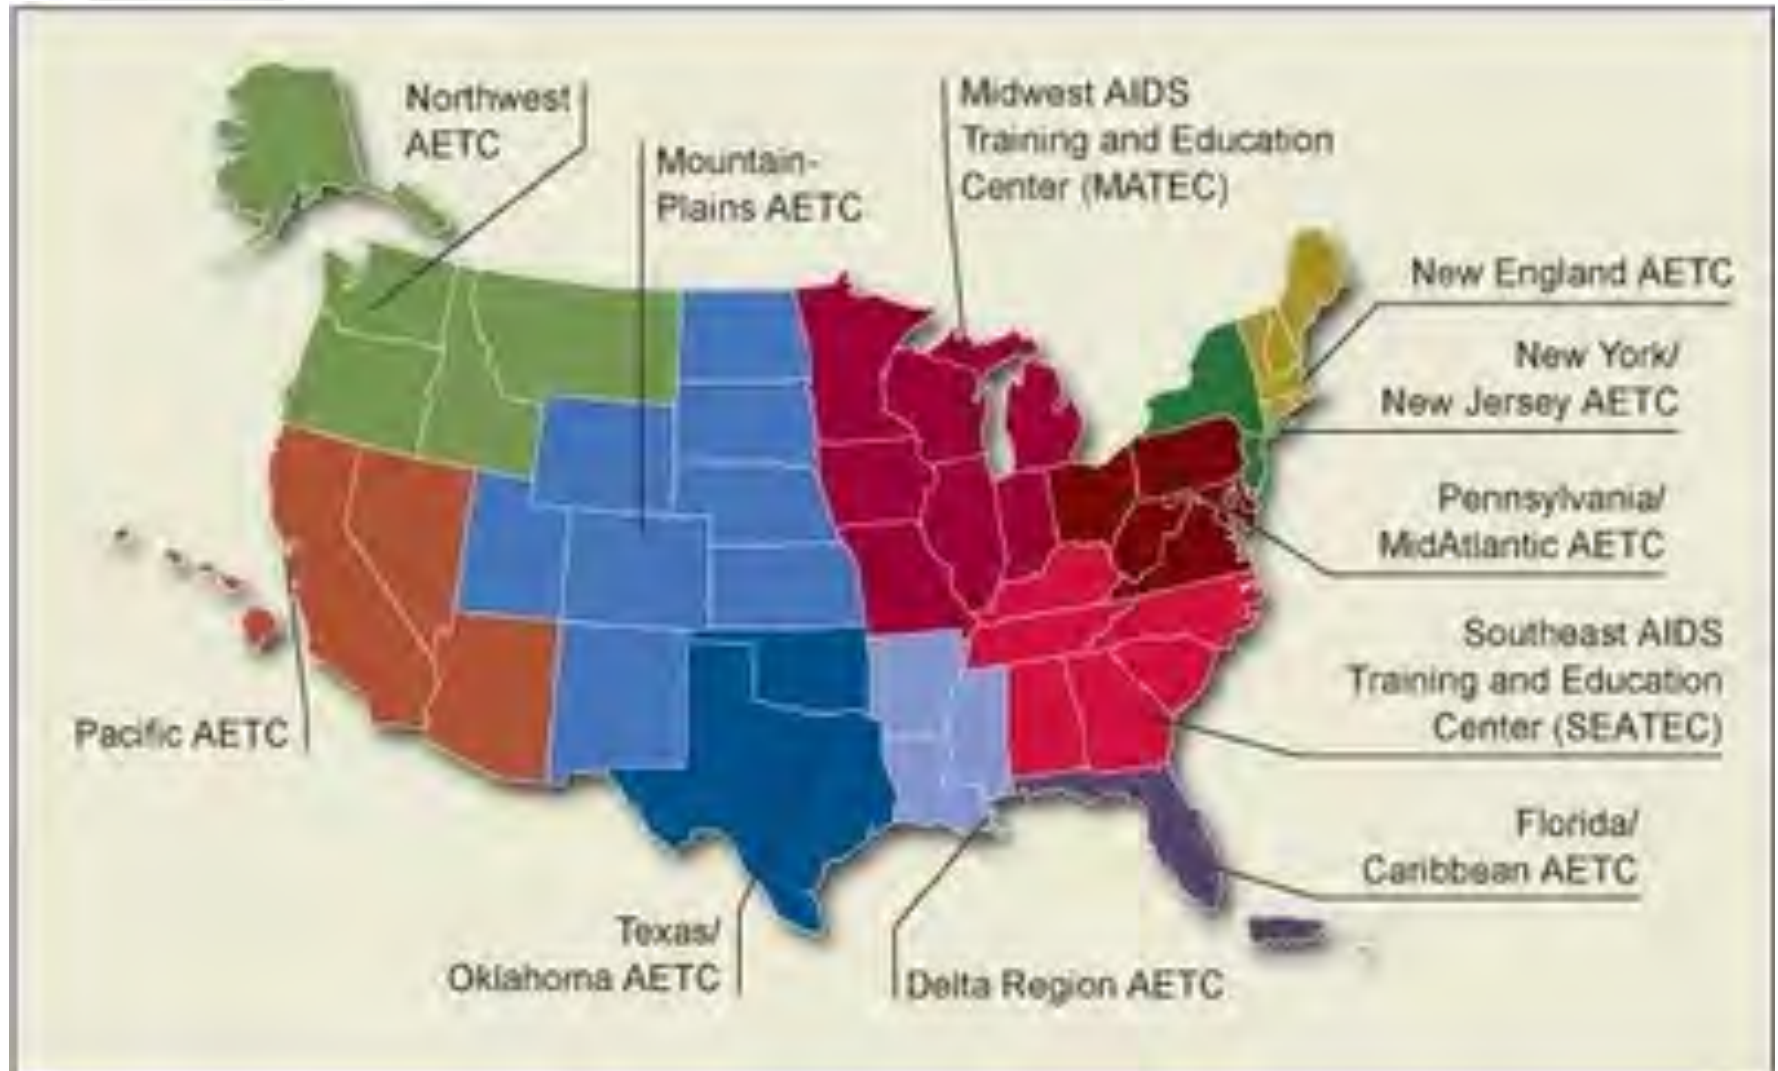 Northwest
AETC
Mountain-
Plains AETC
Midwest AIDS
Training and Education
Center (MATEC)
New England AETC
New York/
New Jersey AETC
Pennsylvania/
MidAtlantic AETC
Southeast AIDS
Training and Education
Center (SEATEC)
Pacific AETC
Florida/
Caribbean AETC
Texas/
Oklahoma AETC
Delta Region AETC